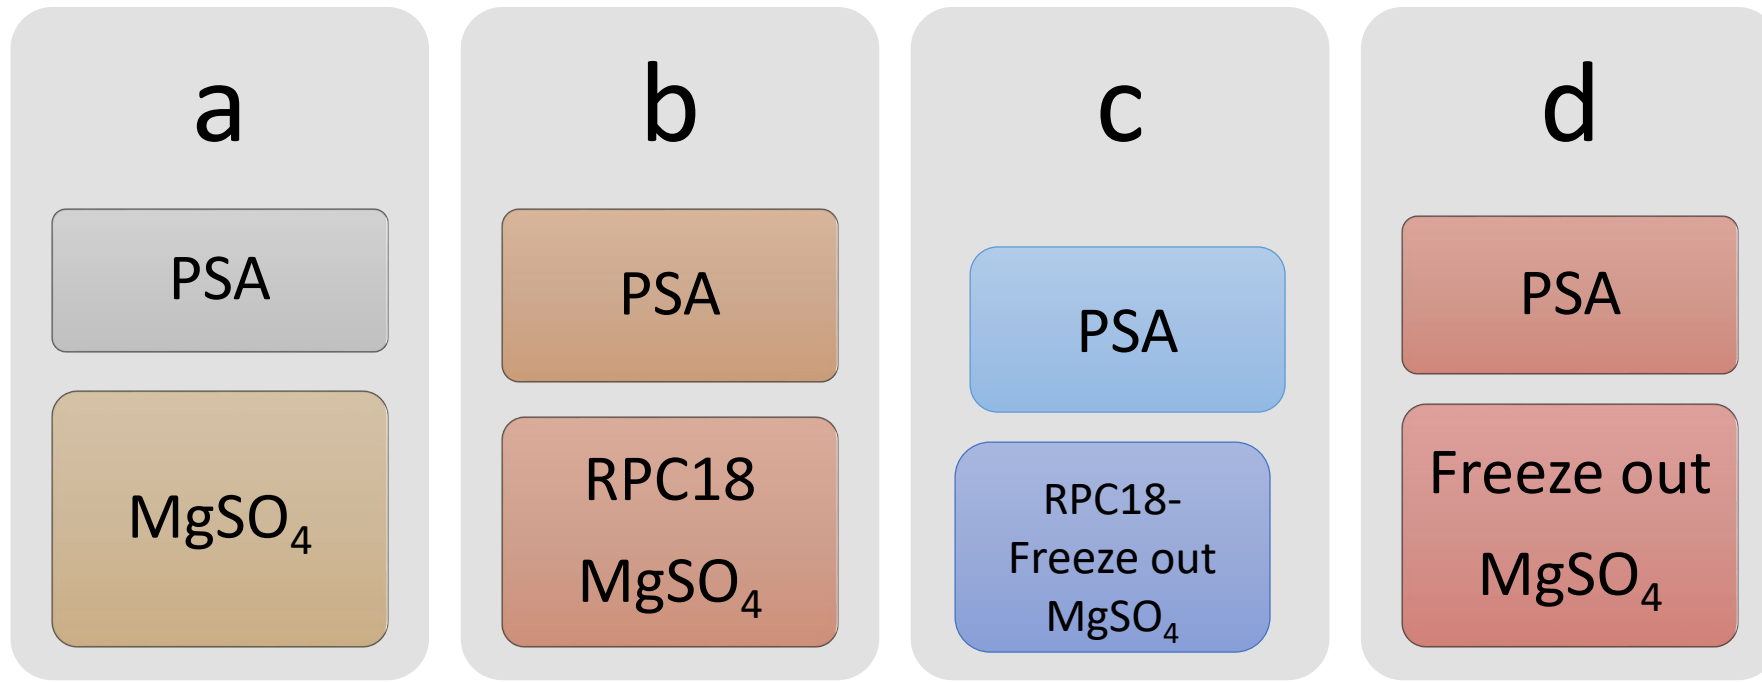 a
PSA
MgSO₄
b
PSA
RPC18
MgSO₄
c
PSA
RPC18-
Freeze out
MgSO₄
d
PSA
Freeze out
MgSO₄